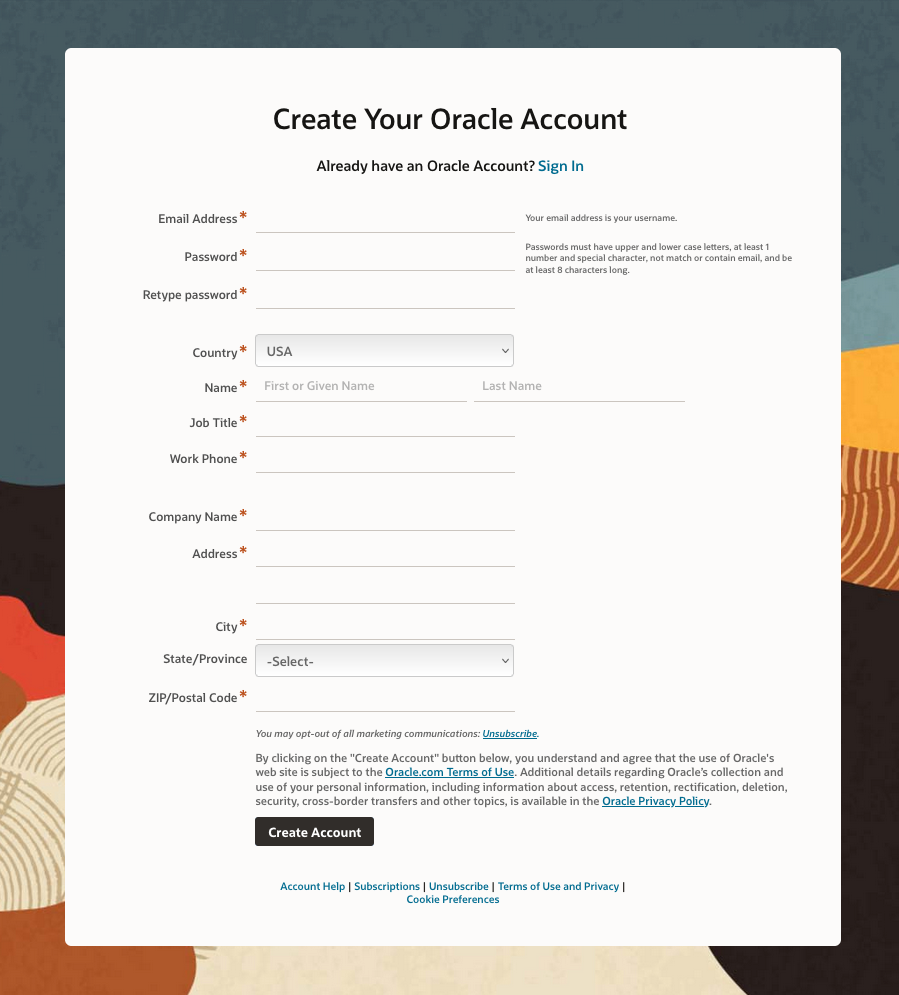 Create Your Oracle Account
Already have an Oracle Account? Sign In
Email Address*
Your email address is your username.
Password*
Passwords must have upper and lower case letters, at least 1
number and special character, not match or contain email, and be
at least 8 characters long.
Retype password*
Country* USA
Name* First or Given Name Last Name
Job Title*
Work Phone*
Company Name*
Address*
City*
State/Province -Select-
ZIP/Postal Code*
You may opt-out of all marketing communications: Unsubscribe.
By clicking on the "Create Account" button below, you understand and agree that the use of Oracle's
web site is subject to the Oracle.com Terms of Use. Additional details regarding Oracle's collection and
use of your personal information, including information about access, retention, rectification, deletion,
security, cross-border transfers and other topics, is available in the Oracle Privacy Policy.
Create Account
Account Help | Subscriptions | Unsubscribe | Terms of Use and Privacy |
Cookie Preferences